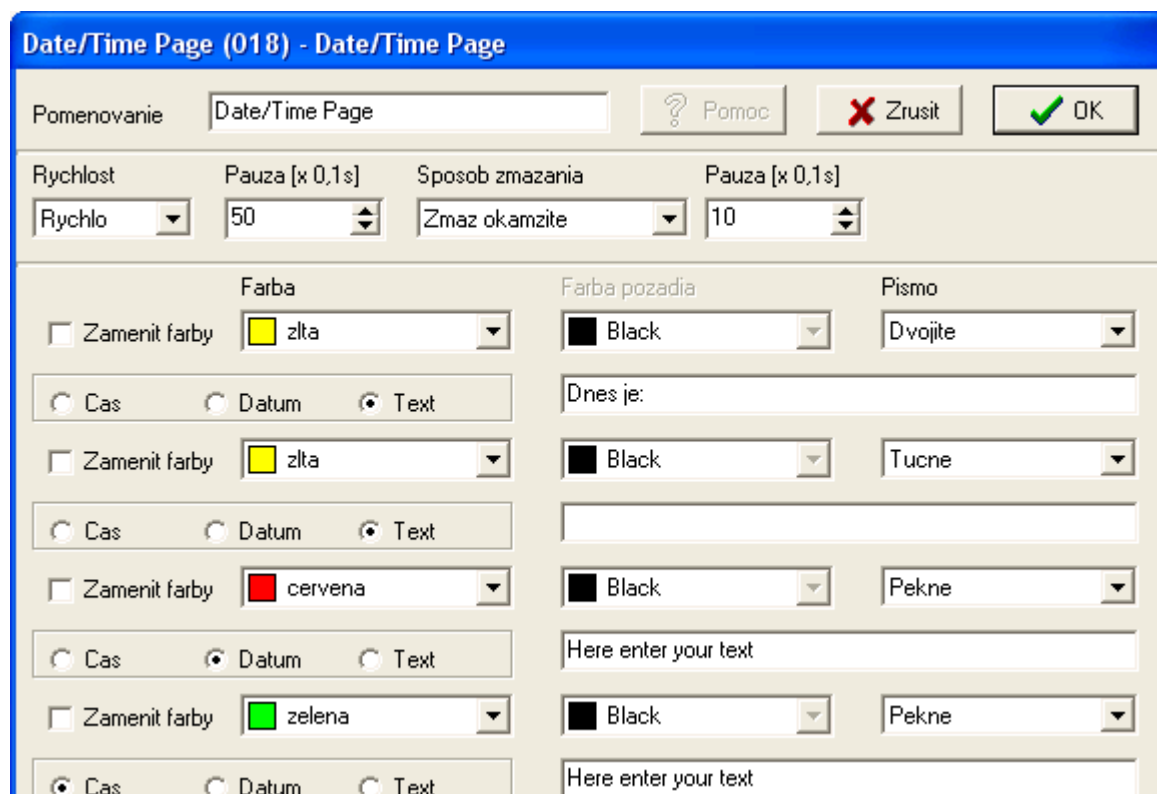 Date/Time Page (018) - Date/Time Page
Pomenovanie Date/Time Page Pomoc Zrusit OK
Rychlost Pauza [x 0,1s] Sposob zmazania Pauza [x 0,1s]
Rychlo 50 Zmaz okamzite 10
Farba Farba pozadia Pismo
Zamenit farby zlta Black Dvojite
Cas Datum Text Dnes je:
Zamenit farby zlta Black Tucne
Cas Datum Text
Zamenit farby cervena Black Pekne
Cas Datum Text Here enter your text
Zamenit farby zelena Black Pekne
Cas Datum Text Here enter your text